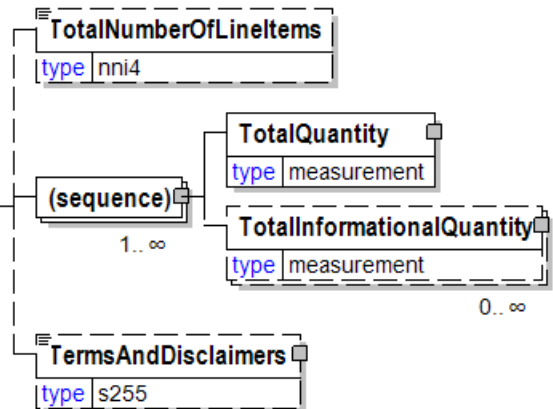 TotalNumberOfLineItems
type nni4
TotalQuantity
type measurement
(sequence)
1.. ∞
TotalInformationalQuantity
type measurement
0.. ∞
TermsAndDisclaimers
type s255